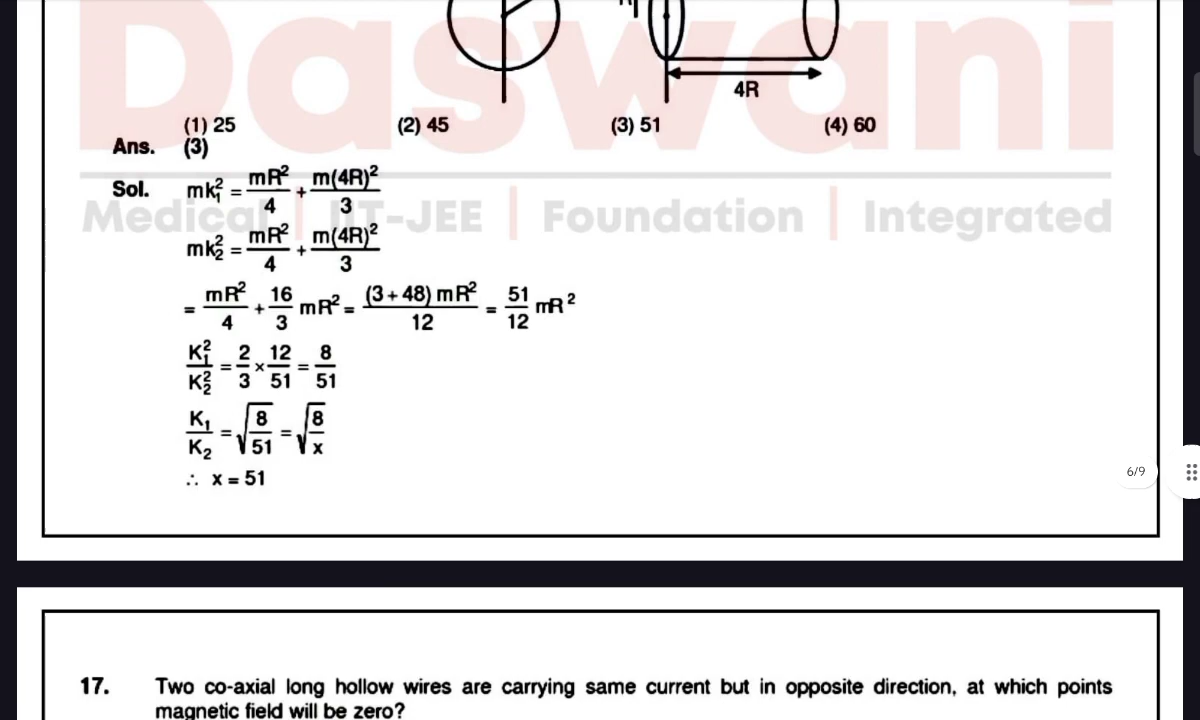 Daswani
4R
(1) 25 (2) 45 (3) 51 (4) 60
Ans. (3)
Sol. mk₁² = mR²/4 + m(4R)²/3
Medical | IIT-JEE | Foundation | Integrated
mk₂² = mR²/4 + m(4R)²/3
= mR²/4 + 16/3 mR² = (3 + 48) mR²/12 = 51/12 mR²
K₁²/K₂² = 2/3 × 12/51 = 8/51
K₁/K₂ = √(8/51) = √(8/x)
∴ x = 51
6/9
17. Two co-axial long hollow wires are carrying same current but in opposite direction, at which points
magnetic field will be zero?